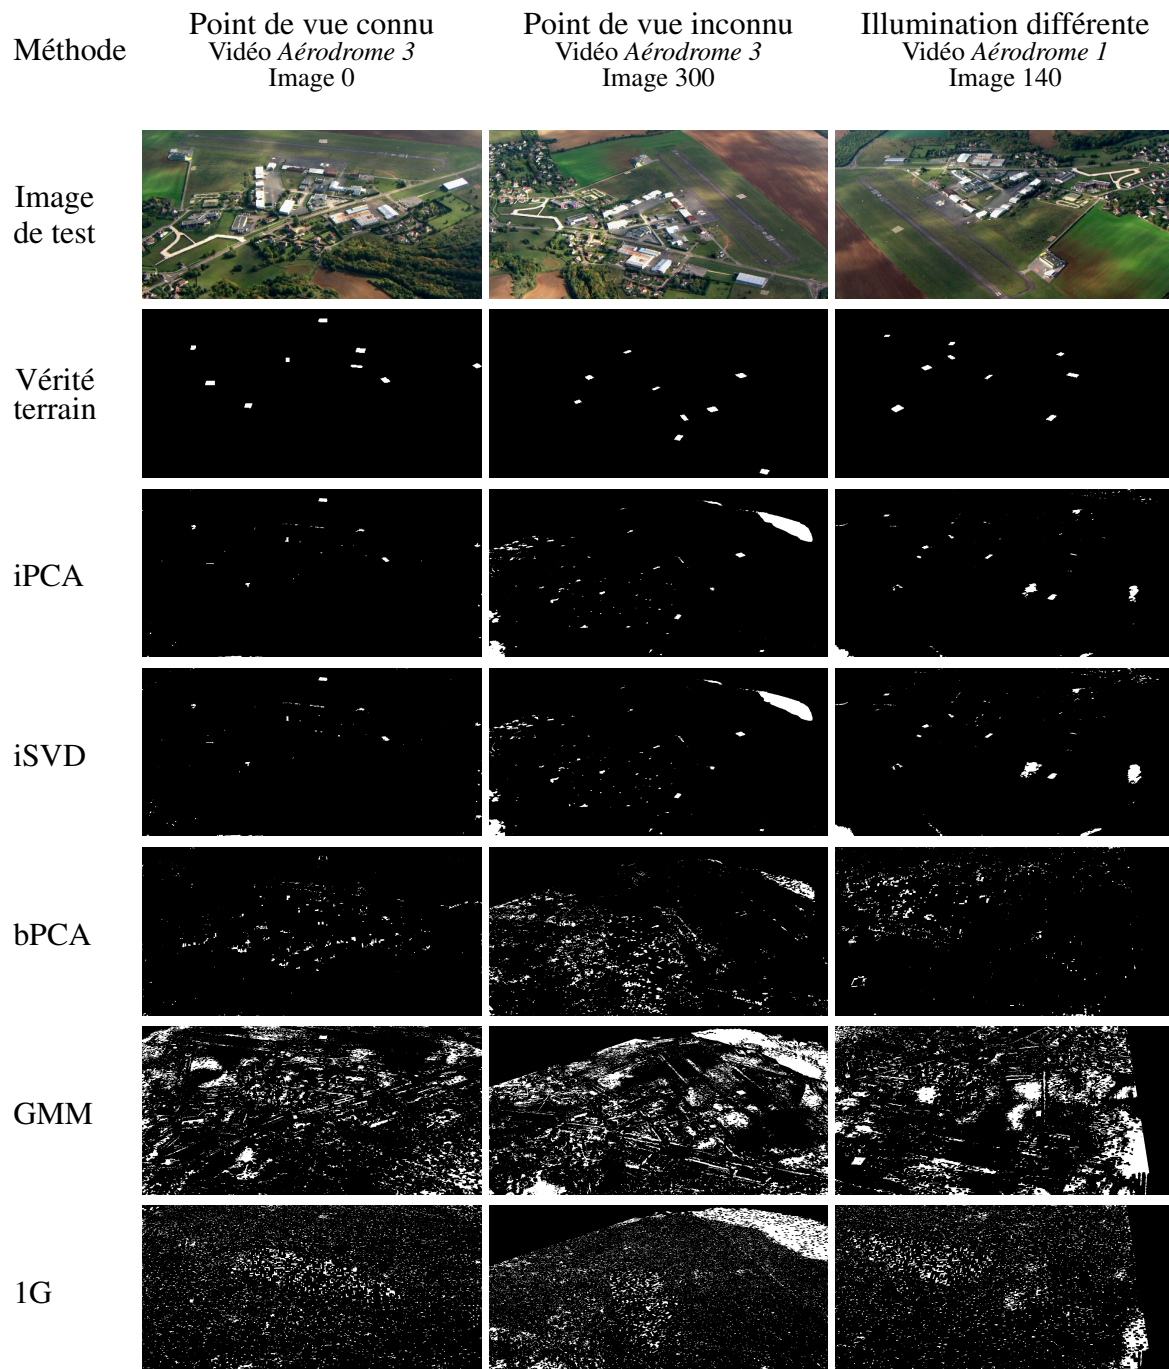 Méthode
Point de vue connu
Vidéo Aérodrome 3
Image 0
Point de vue inconnu
Vidéo Aérodrome 3
Image 300
Illumination différente
Vidéo Aérodrome 1
Image 140
Image
de test
Vérité
terrain
iPCA
iSVD
bPCA
GMM
1G